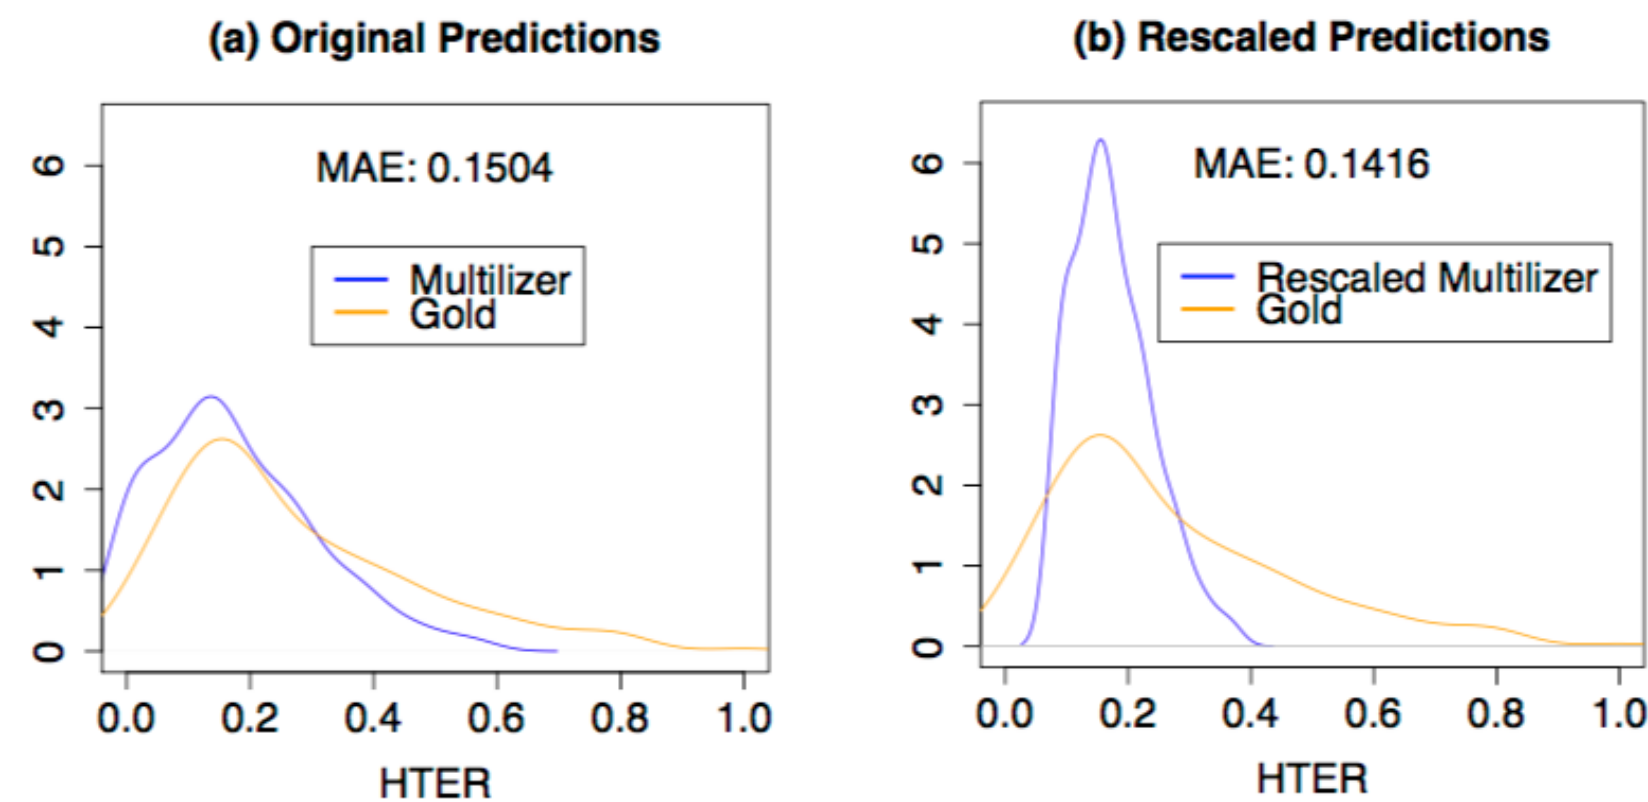 (a) Original Predictions
MAE: 0.1504
Multilizer
Gold
6
5
4
3
2
1
0
0.0 0.2 0.4 0.6 0.8 1.0
HTER
(b) Rescaled Predictions
MAE: 0.1416
Rescaled Multilizer
Gold
6
5
4
3
2
1
0
0.0 0.2 0.4 0.6 0.8 1.0
HTER